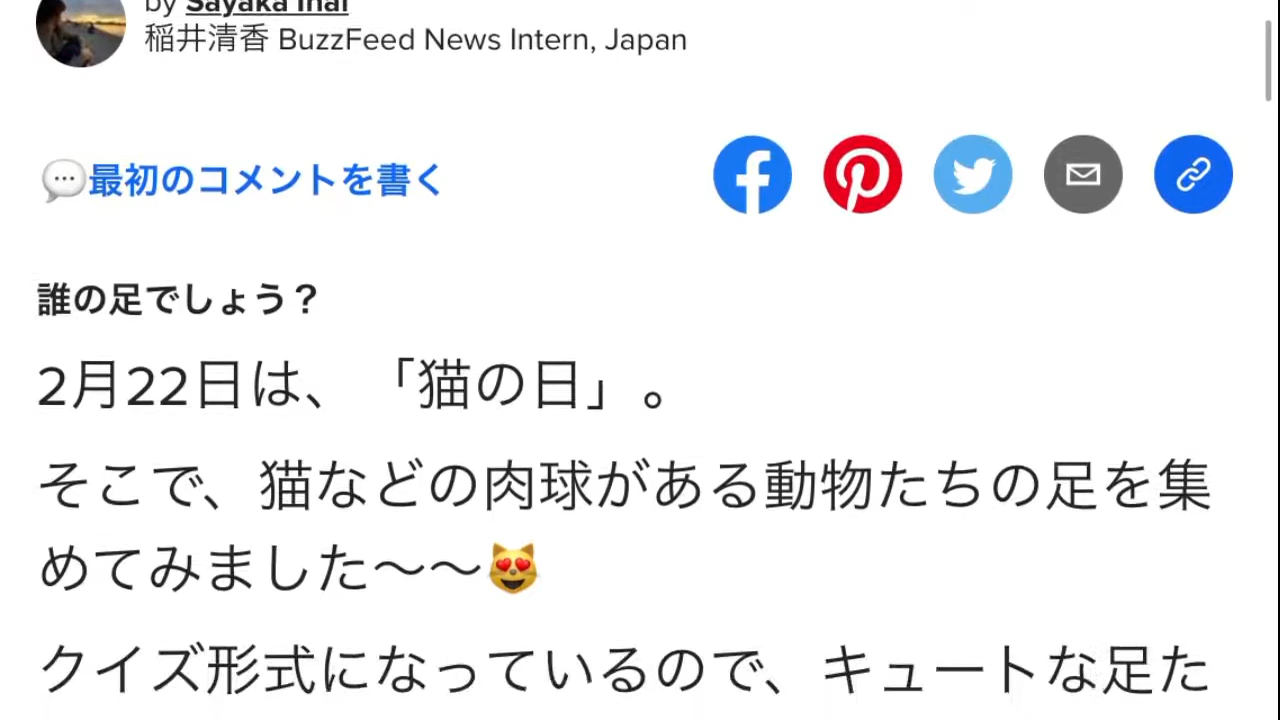 by Sayaka Inai
稲井清香 BuzzFeed News Intern, Japan
最初のコメントを書く
誰の足でしょう？
2月22日は、「猫の日」。
そこで、猫などの肉球がある動物たちの足を集
めてみました〜〜😻
クイズ形式になっているので、キュートな足た